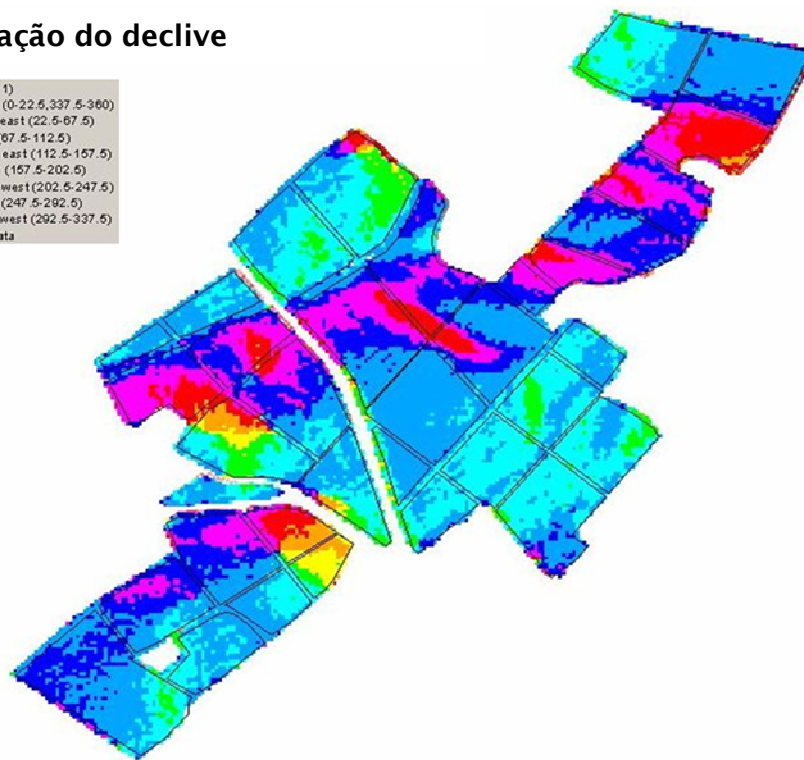 ação do declive
1)
(0-22.5,337.5-360)
east (22.5-67.5)
(67.5-112.5)
east (112.5-157.5)
(157.5-202.5)
west(202.5-247.5)
(247.5-292.5)
west (292.5-337.5)
ata